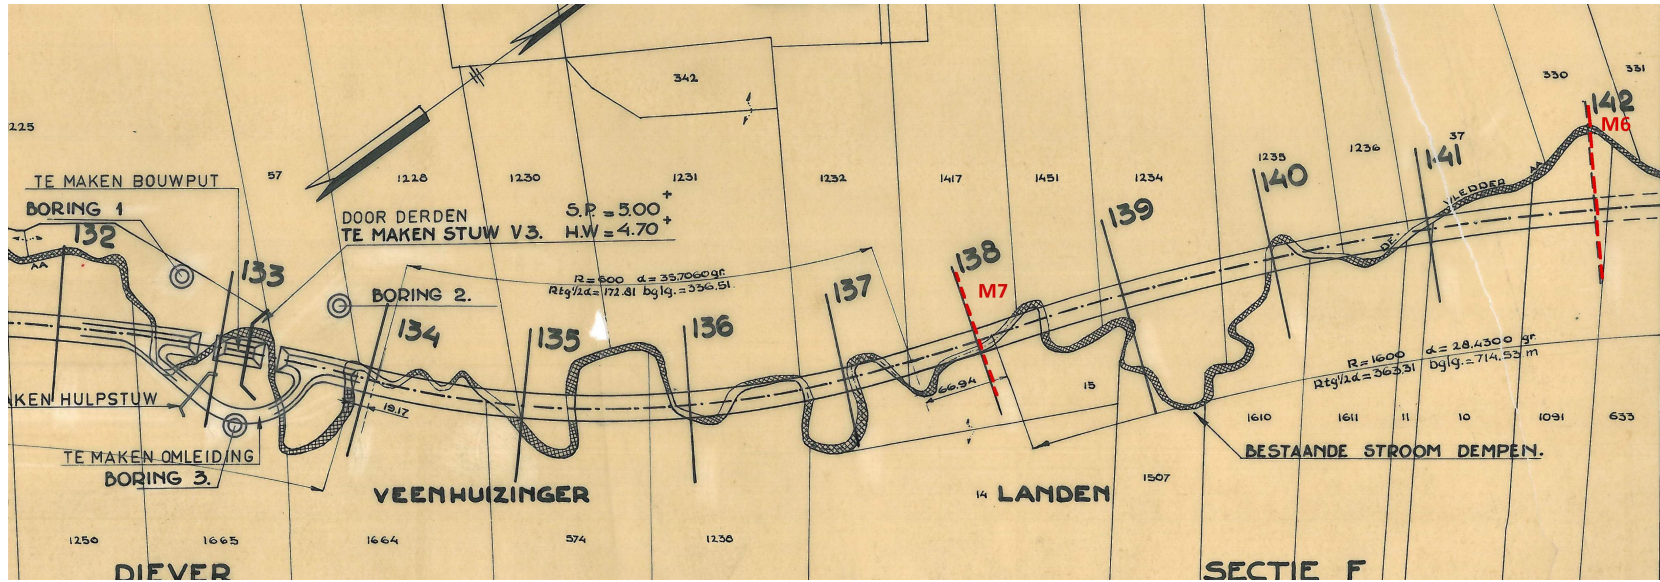 342
330
331
142
M6
225
57
1228
1230
1231
1232
1417
1451
1234
1235
1236
37
141
140
139
TE MAKEN BOUWPUT
BORING 1
DOOR DERDEN S.P. = 5.00+
TE MAKEN STUW V3. H.W = 4.70+
VLEDDER AA
DE
132
AA
133
BORING 2.
R=600 α=35.7060gr.
Rtg½α=172.81 bglg.=336.51.
137
138
M7
134
135
136
R=1600 α=28.4300 gr.
Rtg½α=363.31 bglg.=714.53 m
66.94
15
19.17
AKEN HULPSTUW
1610
1611
11
10
1091
633
TE MAKEN OMLEIDING
BORING 3.
BESTAANDE STROOM DEMPEN.
VEENHUIZINGER
14 LANDEN
1507
1250
1665
1664
574
1238
DIEVER
SECTIE F